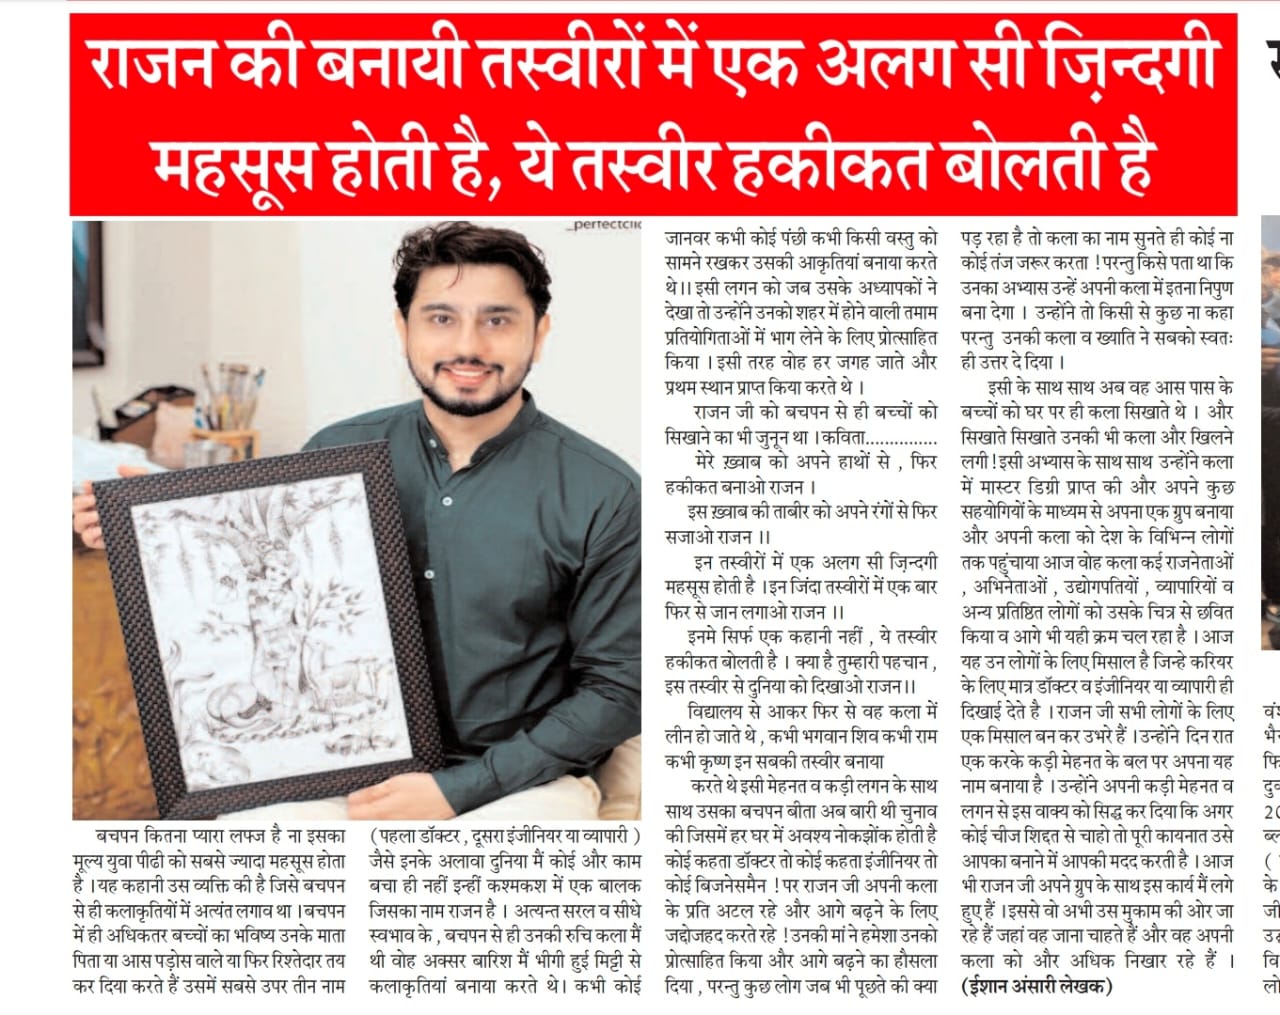 राजन की बनायी तस्वीरों में एक अलग सी ज़िन्दगी
महसूस होती है, ये तस्वीर हकीकत बोलती है
_perfectclic
बचपन कितना प्यारा लफ्ज है ना इसका
मूल्य युवा पीढी को सबसे ज्यादा महसूस होता
है ।यह कहानी उस व्यक्ति की है जिसे बचपन
से ही कलाकृतियों में अत्यंत लगाव था ।बचपन
में ही अधिकतर बच्चों का भविष्य उनके माता
पिता या आस पड़ोस वाले या फिर रिश्तेदार तय
कर दिया करते हैं उसमें सबसे उपर तीन नाम
(पहला डॉक्टर , दूसरा इंजीनियर या व्यापारी )
जैसे इनके अलावा दुनिया मैं कोई और काम
बचा ही नहीं इन्हीं कश्मकश में एक बालक
जिसका नाम राजन है । अत्यन्त सरल व सीधे
स्वभाव के , बचपन से ही उनकी रुचि कला मैं
थी वोह अक्सर बारिश मैं भीगी हुई मिट्टी से
कलाकृतियां बनाया करते थे। कभी कोई
जानवर कभी कोई पंछी कभी किसी वस्तु को
सामने रखकर उसकी आकृतियां बनाया करते
थे।। इसी लगन को जब उसके अध्यापकों ने
देखा तो उन्होंने उनको शहर में होने वाली तमाम
प्रतियोगिताओं में भाग लेने के लिए प्रोत्साहित
किया । इसी तरह वोह हर जगह जाते और
प्रथम स्थान प्राप्त किया करते थे ।
राजन जी को बचपन से ही बच्चों को
सिखाने का भी जुनून था ।कविता...............
मेरे ख़्वाब को अपने हाथों से , फिर
हकीकत बनाओ राजन ।
इस ख़्वाब की ताबीर को अपने रंगों से फिर
सजाओ राजन ।।
इन तस्वीरों में एक अलग सी ज़िन्दगी
महसूस होती है ।इन जिंदा तस्वीरों में एक बार
फिर से जान लगाओ राजन ।।
इनमे सिर्फ एक कहानी नहीं , ये तस्वीर
हकीकत बोलती है । क्या है तुम्हारी पहचान ,
इस तस्वीर से दुनिया को दिखाओ राजन।।
विद्यालय से आकर फिर से वह कला में
लीन हो जाते थे , कभी भगवान शिव कभी राम
कभी कृष्ण इन सबकी तस्वीर बनाया
करते थे इसी मेहनत व कड़ी लगन के साथ
साथ उसका बचपन बीता अब बारी थी चुनाव
की जिसमें हर घर में अवश्य नोकझोंक होती है
कोई कहता डॉक्टर तो कोई कहता इंजीनियर तो
कोई बिजनेसमैन ! पर राजन जी अपनी कला
के प्रति अटल रहे और आगे बढ़ने के लिए
जद्दोजहद करते रहे ! उनकी मां ने हमेशा उनको
प्रोत्साहित किया और आगे बढ़ने का हौसला
दिया , परन्तु कुछ लोग जब भी पूछते की क्या
पड़ रहा है तो कला का नाम सुनते ही कोई ना
कोई तंज जरूर करता ! परन्तु किसे पता था कि
उनका अभ्यास उन्हें अपनी कला में इतना निपुण
बना देगा । उन्होंने तो किसी से कुछ ना कहा
परन्तु उनकी कला व ख्याति ने सबको स्वतः
ही उत्तर दे दिया ।
इसी के साथ साथ अब वह आस पास के
बच्चों को घर पर ही कला सिखाते थे । और
सिखाते सिखाते उनकी भी कला और खिलने
लगी ! इसी अभ्यास के साथ साथ उन्होंने कला
में मास्टर डिग्री प्राप्त की और अपने कुछ
सहयोगियों के माध्यम से अपना एक ग्रुप बनाया
और अपनी कला को देश के विभिन्न लोगों
तक पहुंचाया आज वोह कला कई राजनेताओं
, अभिनेताओं , उद्योगपतियों , व्यापारियों व
अन्य प्रतिष्ठित लोगों को उसके चित्र से छवित
किया व आगे भी यही क्रम चल रहा है । आज
यह उन लोगों के लिए मिसाल है जिन्हे करियर
के लिए मात्र डॉक्टर व इंजीनियर या व्यापारी ही
दिखाई देते है । राजन जी सभी लोगों के लिए
एक मिसाल बन कर उभरे हैं ।उन्होंने दिन रात
एक करके कड़ी मेहनत के बल पर अपना यह
नाम बनाया है । उन्होंने अपनी कड़ी मेहनत व
लगन से इस वाक्य को सिद्ध कर दिया कि अगर
कोई चीज शिद्दत से चाहो तो पूरी कायनात उसे
आपका बनाने में आपकी मदद करती है । आज
भी राजन जी अपने ग्रुप के साथ इस कार्य में लगे
हुए हैं ।इससे वो अभी उस मुकाम की ओर जा
रहे हैं जहां वह जाना चाहते हैं और वह अपनी
कला को और अधिक निखार रहे हैं ।
(ईशान अंसारी लेखक)